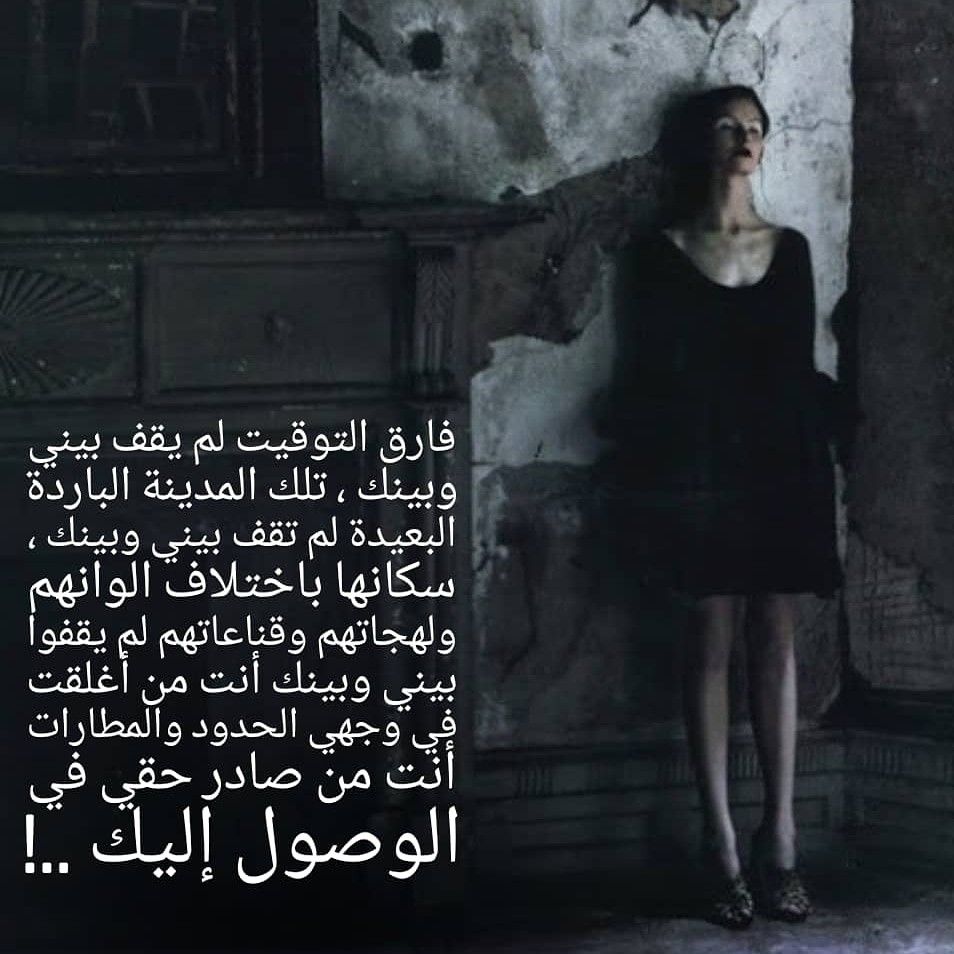 فارق التوقيت لم يقف بيني
وبينك ، تلك المدينة الباردة
البعيدة لم تقف بيني وبينك ،
سكانها باختلاف الوانهم
ولهجاتهم وقناعاتهم لم يقفوا
بيني وبينك أنت من أغلقت
في وجهي الحدود والمطارات
أنت من صادر حقي في
الوصول إليك ..!